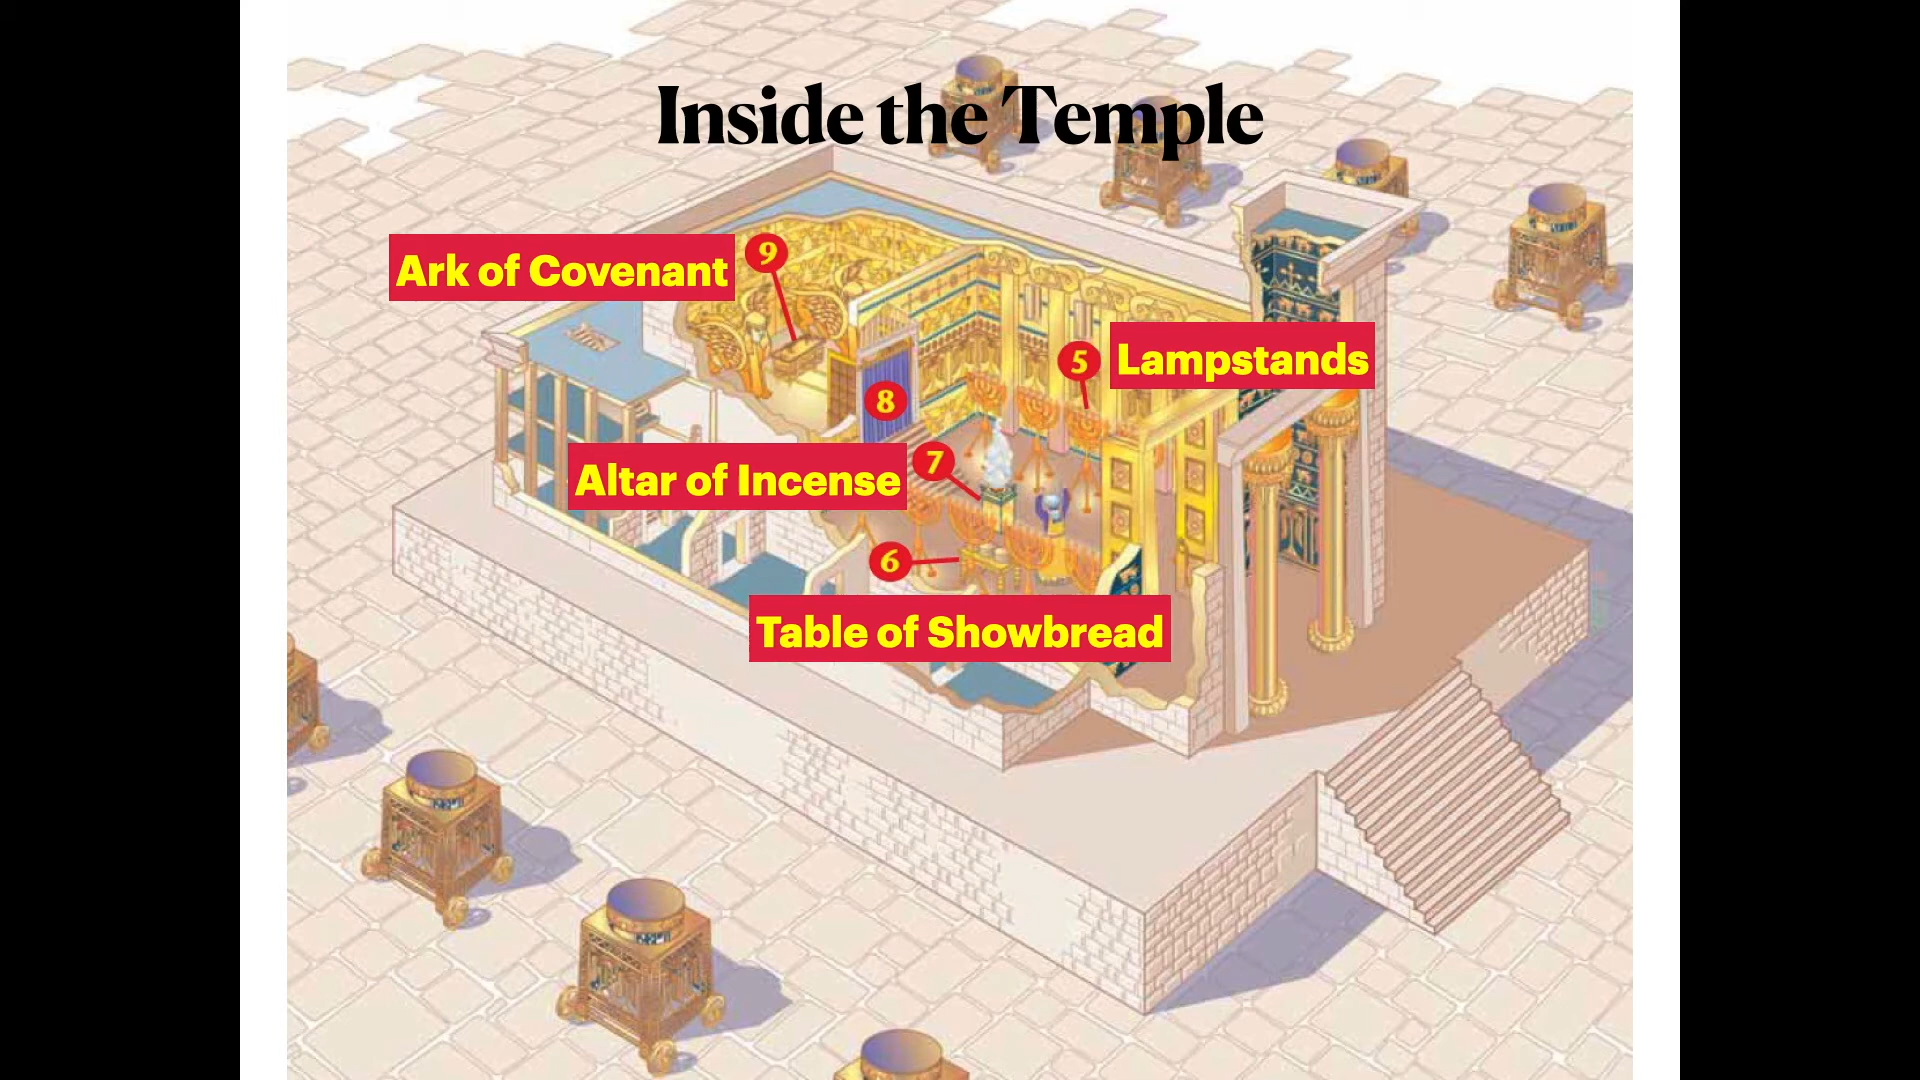 Inside the Temple
Ark of Covenant
9
5
Lampstands
8
Altar of Incense
7
6
Table of Showbread